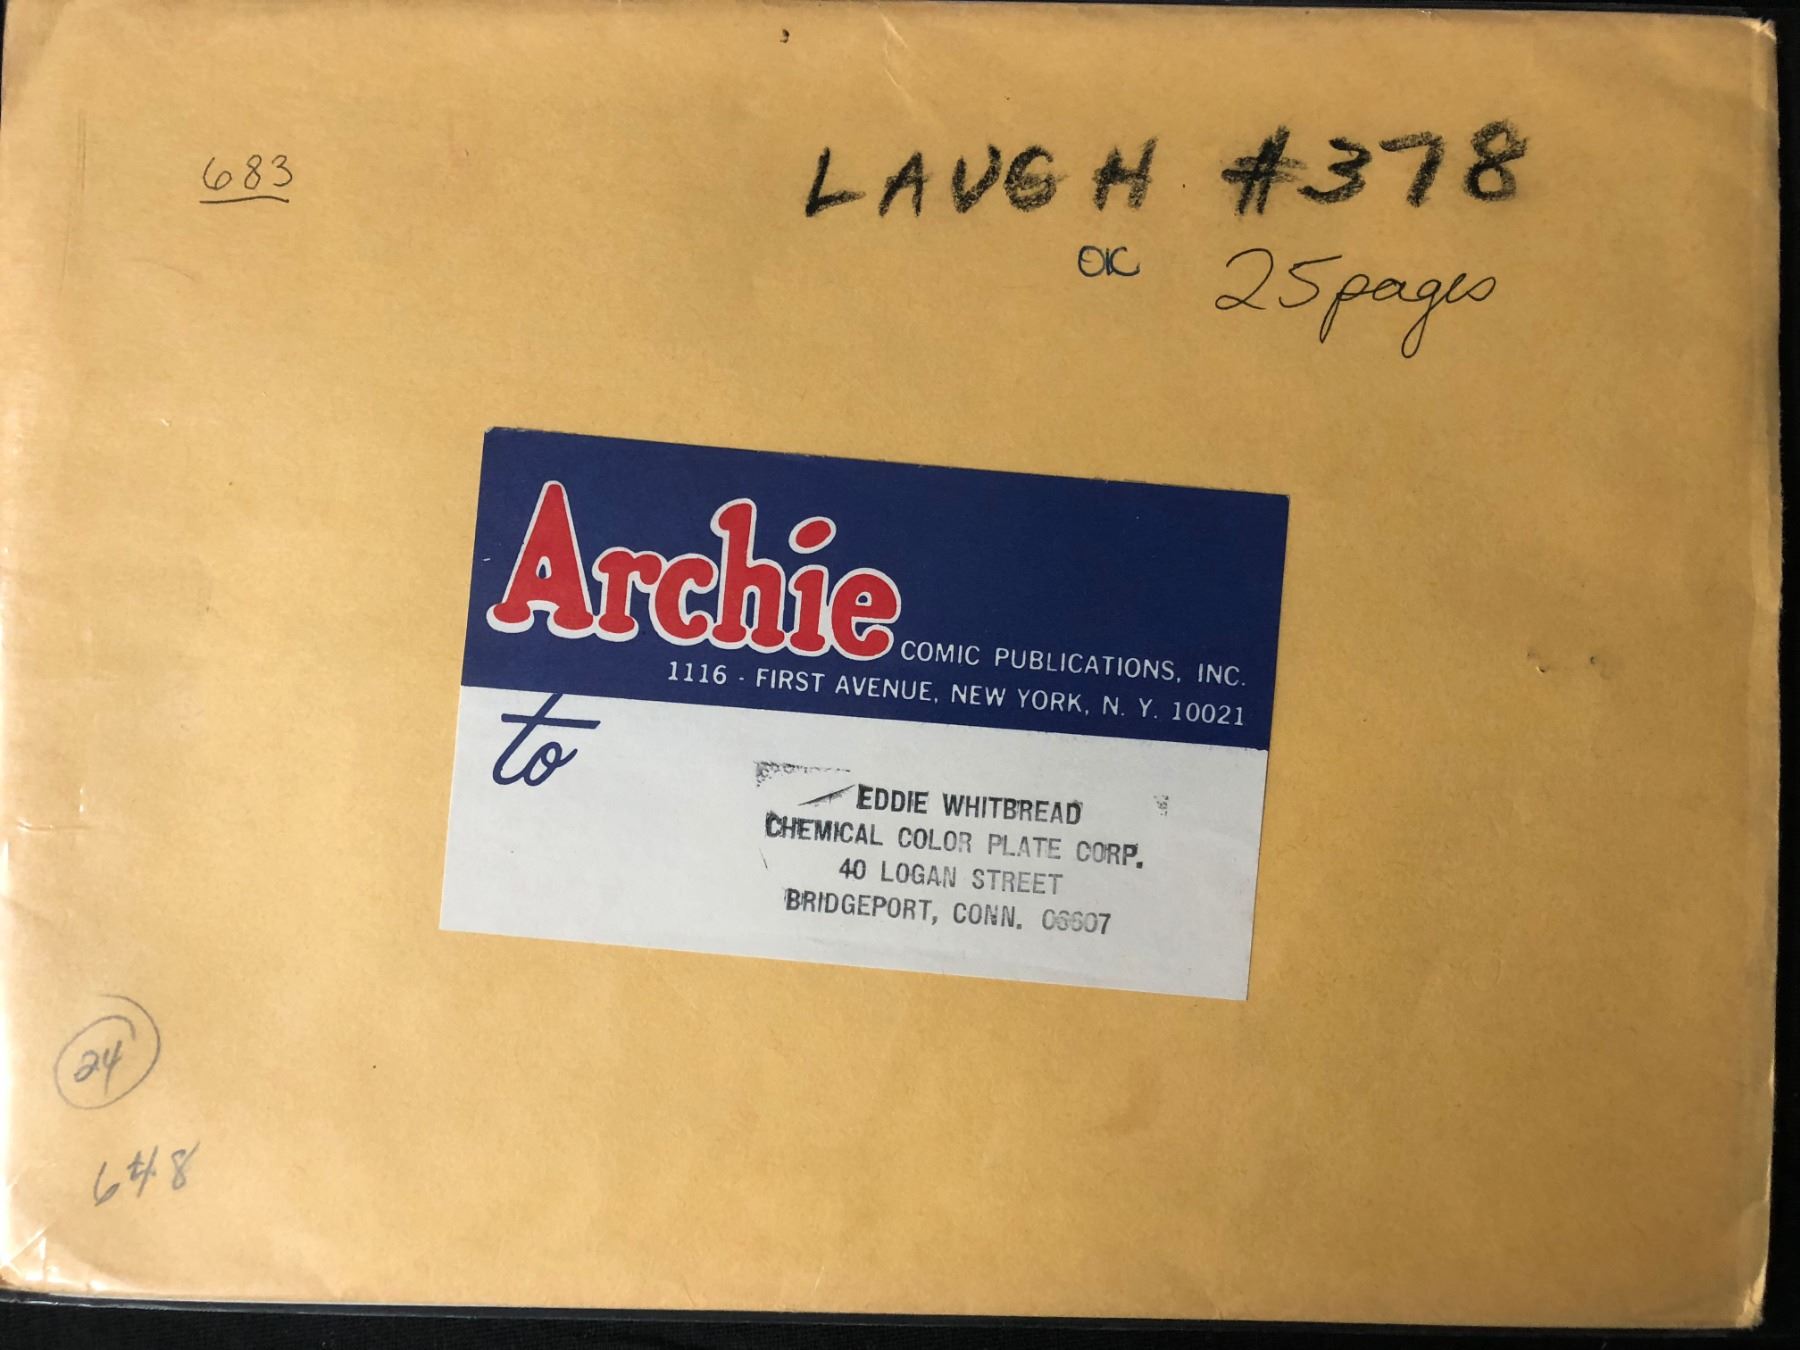 683
LAUGH #378
OK 25 pages
Archie
COMIC PUBLICATIONS, INC.
1116 - FIRST AVENUE, NEW YORK, N. Y. 10021
to
EDDIE WHITBREAD
CHEMICAL COLOR PLATE CORP.
40 LOGAN STREET
BRIDGEPORT, CONN. 06607
24
648